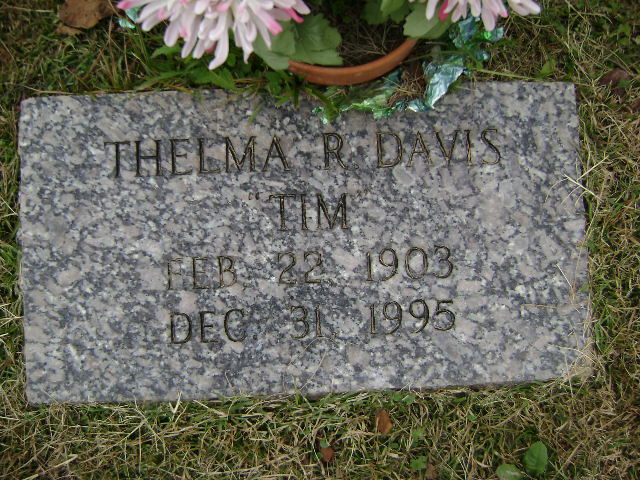 THELMA R. DAVIS
"TIM"
FEB. 22 1903
DEC. 31, 1995